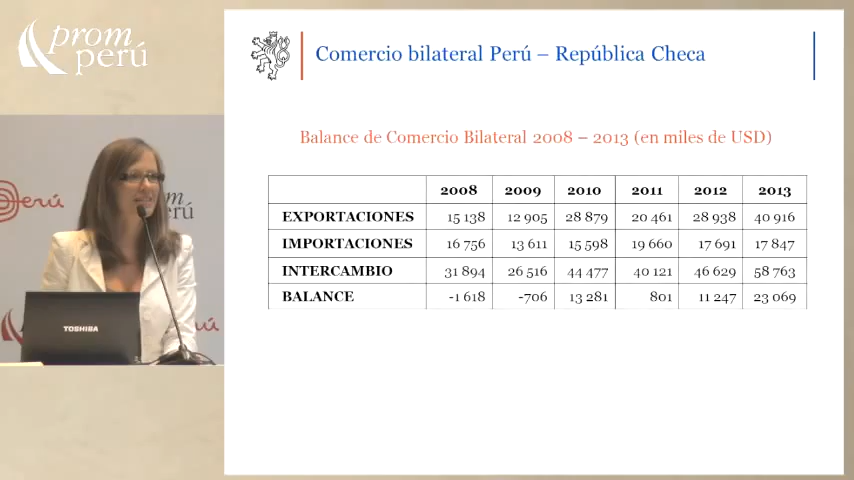 prom
perú
Perú
prom
perú
TOSHIBA
Comercio bilateral Perú – República Checa
Balance de Comercio Bilateral 2008 – 2013 (en miles de USD)
2008 2009 2010 2011 2012 2013
EXPORTACIONES 15 138 12 905 28 879 20 461 28 938 40 916
IMPORTACIONES 16 756 13 611 15 598 19 660 17 691 17 847
INTERCAMBIO 31 894 26 516 44 477 40 121 46 629 58 763
BALANCE -1 618 -706 13 281 801 11 247 23 069